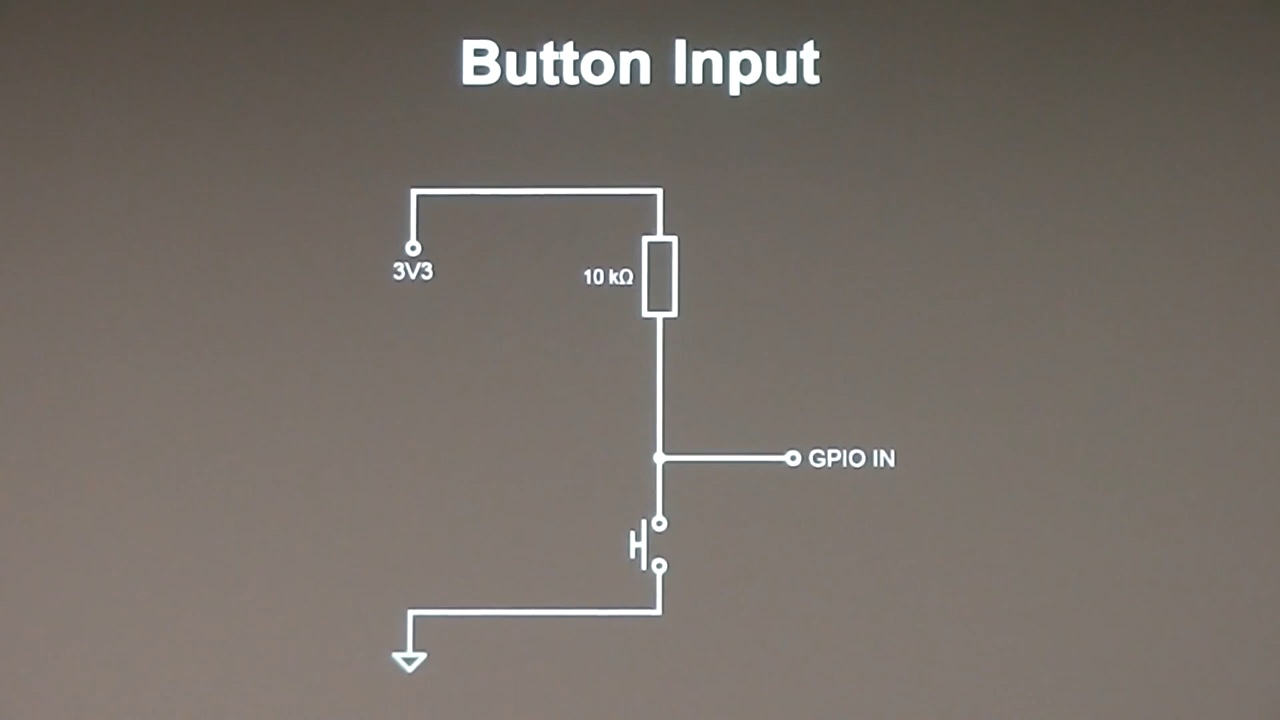 Button Input
3V3
10 kΩ
GPIO IN